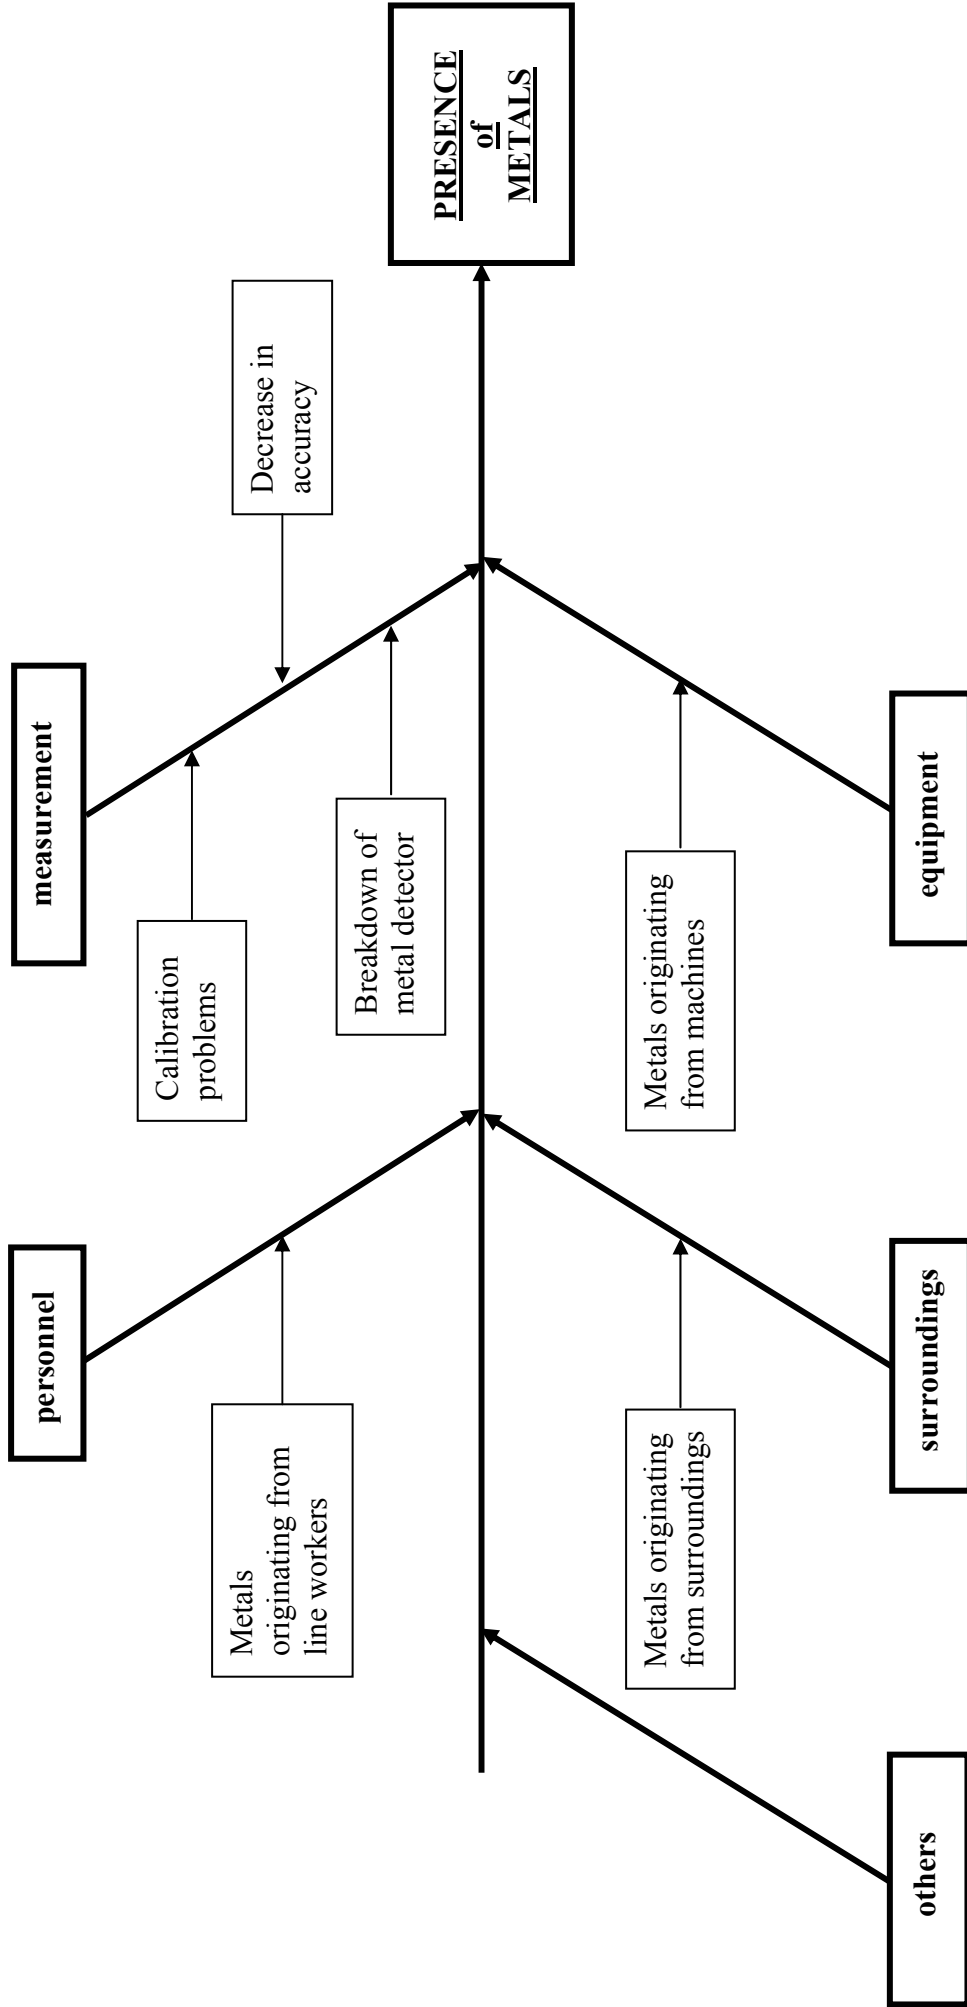 personnel
measurement
Calibration
problems
Decrease in
accuracy
Metals
originating from
line workers
Breakdown of
metal detector
PRESENCE
of
METALS
Metals originating
from surroundings
Metals originating
from machines
others
surroundings
equipment